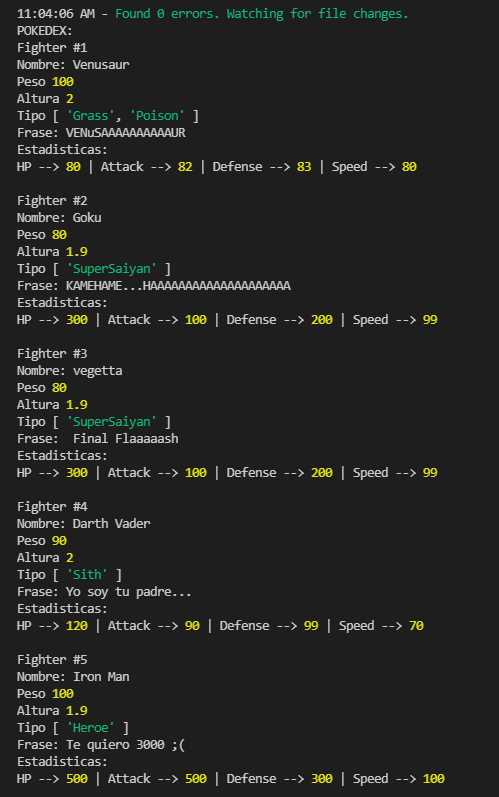 11:04:06 AM - Found 0 errors. Watching for file changes.
POKEDEX:
Fighter #1
Nombre: Venusaur
Peso 100
Altura 2
Tipo [ 'Grass', 'Poison' ]
Frase: VENuSAAAAAAAAAAUR
Estadisticas:
HP --> 80 | Attack --> 82 | Defense --> 83 | Speed --> 80
Fighter #2
Nombre: Goku
Peso 80
Altura 1.9
Tipo [ 'SuperSaiyan' ]
Frase: KAMEHAME...HAAAAAAAAAAAAAAAAAAAA
Estadisticas:
HP --> 300 | Attack --> 100 | Defense --> 200 | Speed --> 99
Fighter #3
Nombre: vegetta
Peso 80
Altura 1.9
Tipo [ 'SuperSaiyan' ]
Frase:  Final Flaaaaash
Estadisticas:
HP --> 300 | Attack --> 100 | Defense --> 200 | Speed --> 99
Fighter #4
Nombre: Darth Vader
Peso 90
Altura 2
Tipo [ 'Sith' ]
Frase: Yo soy tu padre...
Estadisticas:
HP --> 120 | Attack --> 90 | Defense --> 99 | Speed --> 70
Fighter #5
Nombre: Iron Man
Peso 100
Altura 1.9
Tipo [ 'Heroe' ]
Frase: Te quiero 3000 ;(
Estadisticas:
HP --> 500 | Attack --> 500 | Defense --> 300 | Speed --> 100